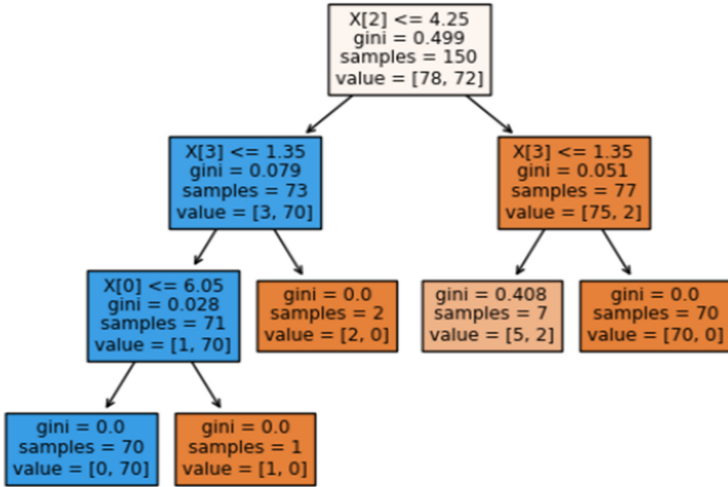 X[2] <= 4.25
gini = 0.499
samples = 150
value = [78, 72]
X[3] <= 1.35
gini = 0.079
samples = 73
value = [3, 70]
X[3] <= 1.35
gini = 0.051
samples = 77
value = [75, 2]
X[0] <= 6.05
gini = 0.028
samples = 71
value = [1, 70]
gini = 0.0
samples = 2
value = [2, 0]
gini = 0.408
samples = 7
value = [5, 2]
gini = 0.0
samples = 70
value = [70, 0]
gini = 0.0
samples = 70
value = [0, 70]
gini = 0.0
samples = 1
value = [1, 0]